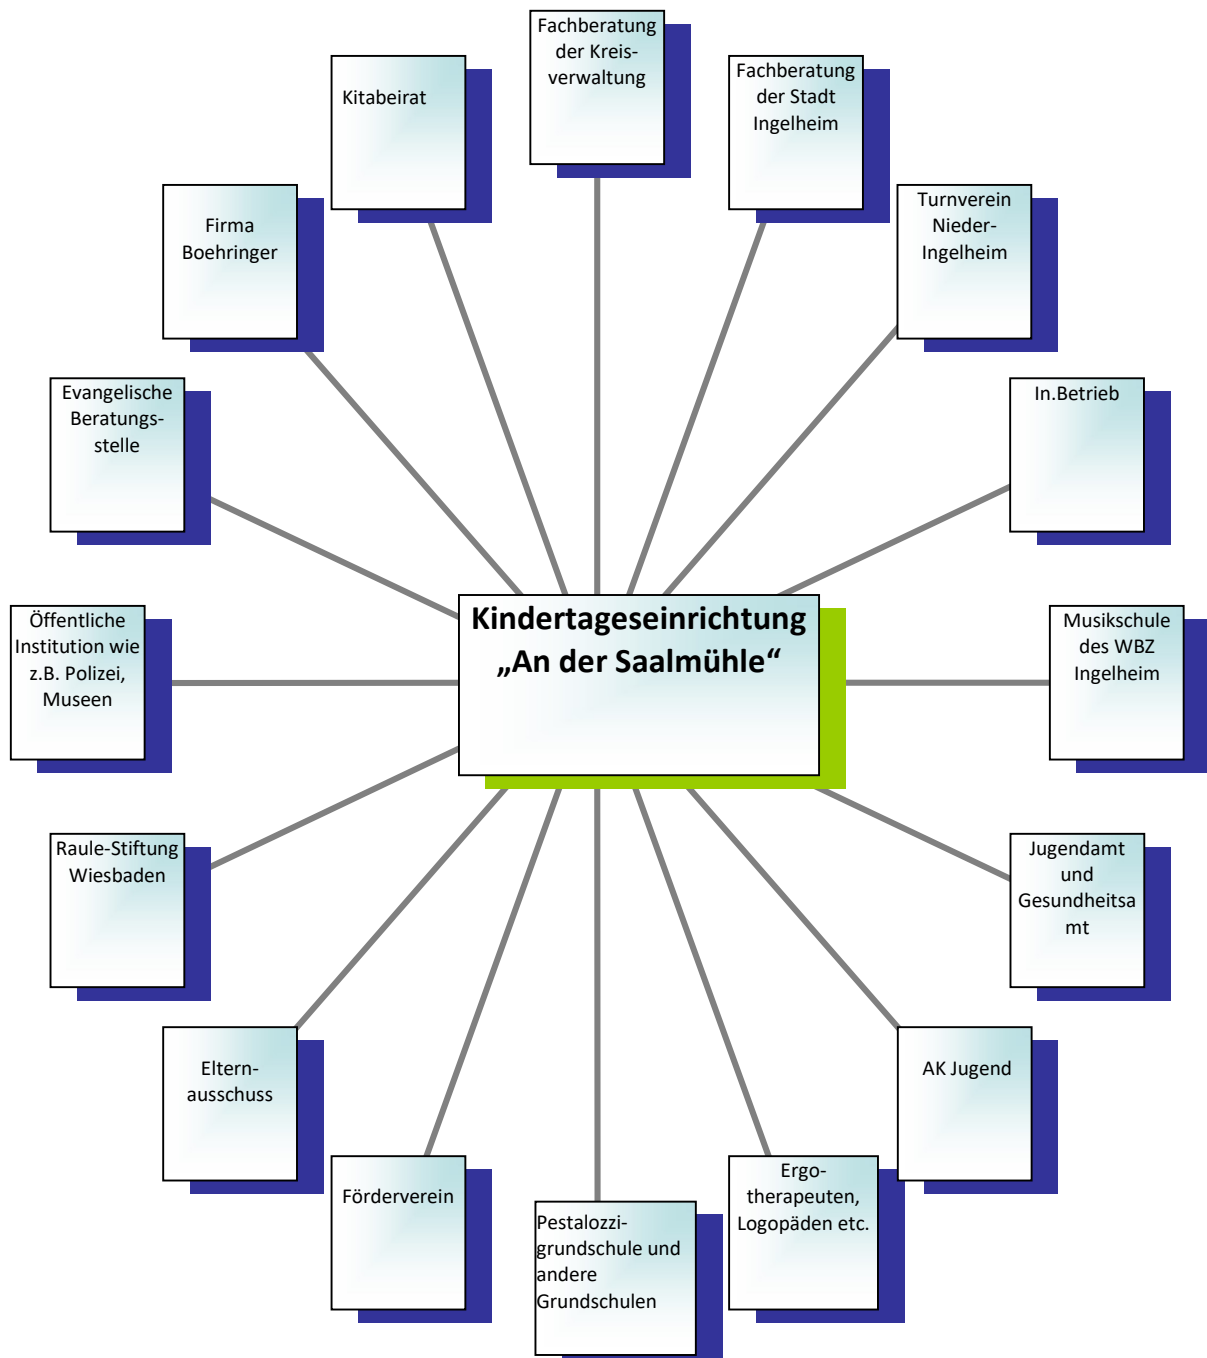 Fachberatung
der Kreis-
verwaltung
Fachberatung
der Stadt
Ingelheim
Kitabeirat
Turnverein
Nieder-
Ingelheim
Firma
Boehringer
In.Betrieb
Evangelische
Beratungs-
stelle
Kindertageseinrichtung
„An der Saalmühle“
Musikschule
des WBZ
Ingelheim
Öffentliche
Institution wie
z.B. Polizei,
Museen
Jugendamt
und
Gesundheitsa
mt
Raule-Stiftung
Wiesbaden
AK Jugend
Eltern-
ausschuss
Ergo-
therapeuten,
Logopäden etc.
Förderverein
Pestalozzi-
grundschule und
andere
Grundschulen